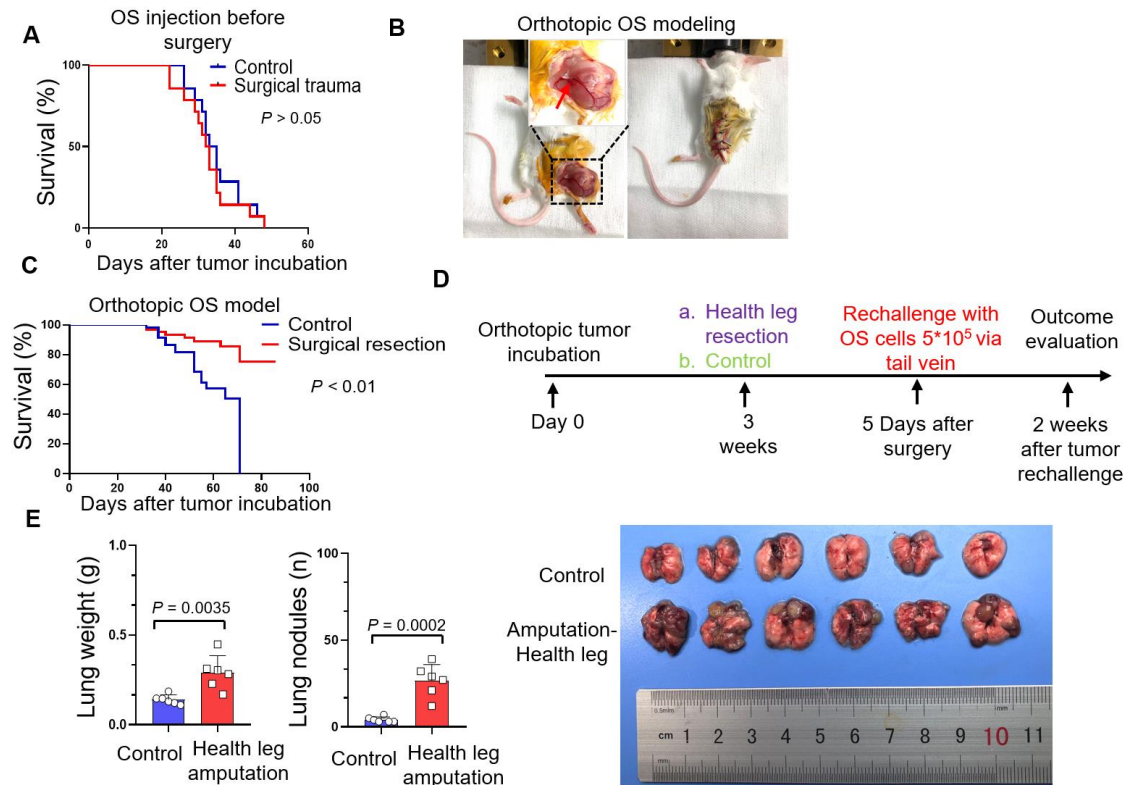 A
OS injection before
surgery
Control
Surgical trauma
P > 0.05
Survival (%)
100
50
0
0 20 40 60
Days after tumor incubation
B
Orthotopic OS modeling
C
Orthotopic OS model
Control
Surgical resection
P < 0.01
Survival (%)
100
80
60
40
20
0
0 20 40 60 80 100
Days after tumor incubation
D
Orthotopic tumor
incubation
a. Health leg
resection
b. Control
Rechallenge with
OS cells 5*10⁵ via
tail vein
Outcome
evaluation
Day 0
3
weeks
5 Days after
surgery
2 weeks
after tumor
rechallenge
E
Lung weight (g)
1.0
0.5
0.0
P = 0.0035
Control
Health leg
amputation
Lung nodules (n)
100
50
0
P = 0.0002
Control
Health leg
amputation
Control
Amputation-
Health leg
0.5mm
mm
cm 1 2 3 4 5 6 7 8 9 10 11
mm